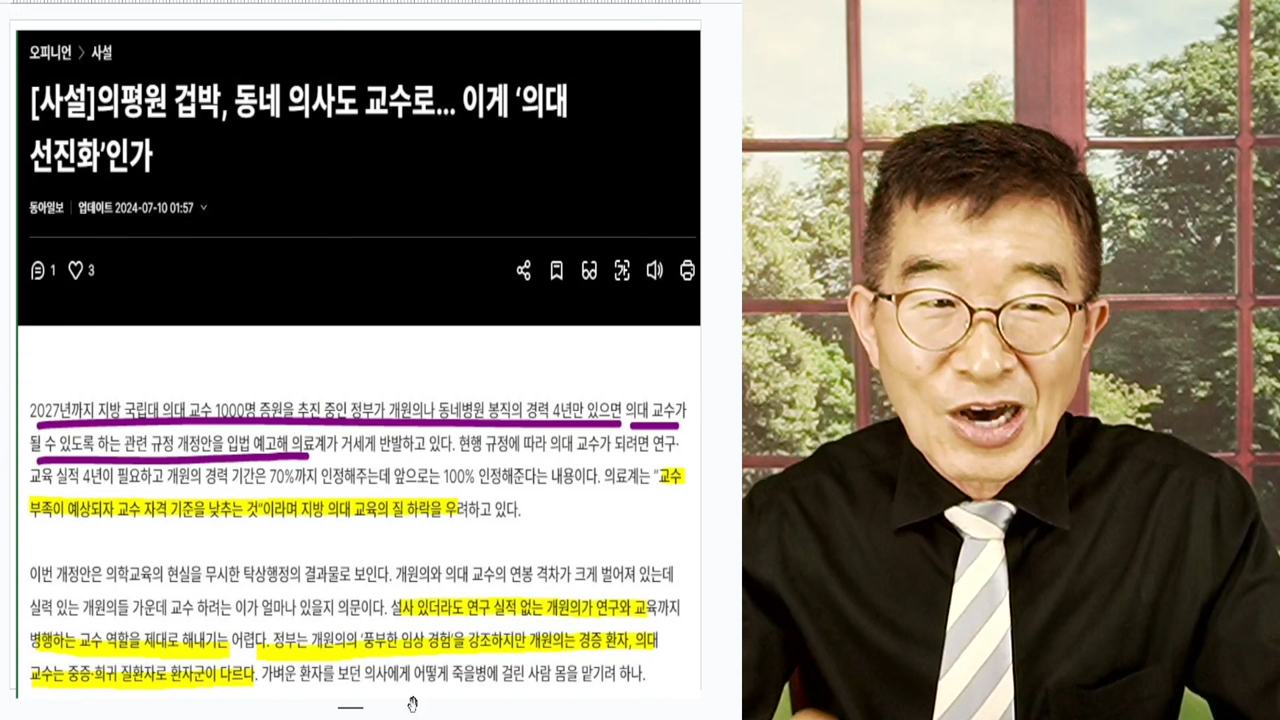 오피니언 > 사설
[사설]의평원 겁박, 동네 의사도 교수로... 이게 ‘의대
선진화’인가
동아일보 | 업데이트 2024-07-10 01:57
1 3
2027년까지 지방 국립대 의대 교수 1000명 증원을 추진 중인 정부가 개원의나 동네병원 봉직의 경력 4년만 있으면 의대 교수가
될 수 있도록 하는 관련 규정 개정안을 입법 예고해 의료계가 거세게 반발하고 있다. 현행 규정에 따라 의대 교수가 되려면 연구·
교육 실적 4년이 필요하고 개원의 경력 기간은 70%까지 인정해주는데 앞으로는 100% 인정해준다는 내용이다. 의료계는 “교수
부족이 예상되자 교수 자격 기준을 낮추는 것”이라며 지방 의대 교육의 질 하락을 우려하고 있다.
이번 개정안은 의학교육의 현실을 무시한 탁상행정의 결과물로 보인다. 개원의와 의대 교수의 연봉 격차가 크게 벌어져 있는데
실력 있는 개원의들 가운데 교수 하려는 이가 얼마나 있을지 의문이다. 설사 있더라도 연구 실적 없는 개원의가 연구와 교육까지
병행하는 교수 역할을 제대로 해내기는 어렵다. 정부는 개원의의 ‘풍부한 임상 경험’을 강조하지만 개원의는 경증 환자, 의대
교수는 중증·희귀 질환자로 환자군이 다르다. 가벼운 환자를 보던 의사에게 어떻게 죽을병에 걸린 사람 몸을 맡기려 하나.